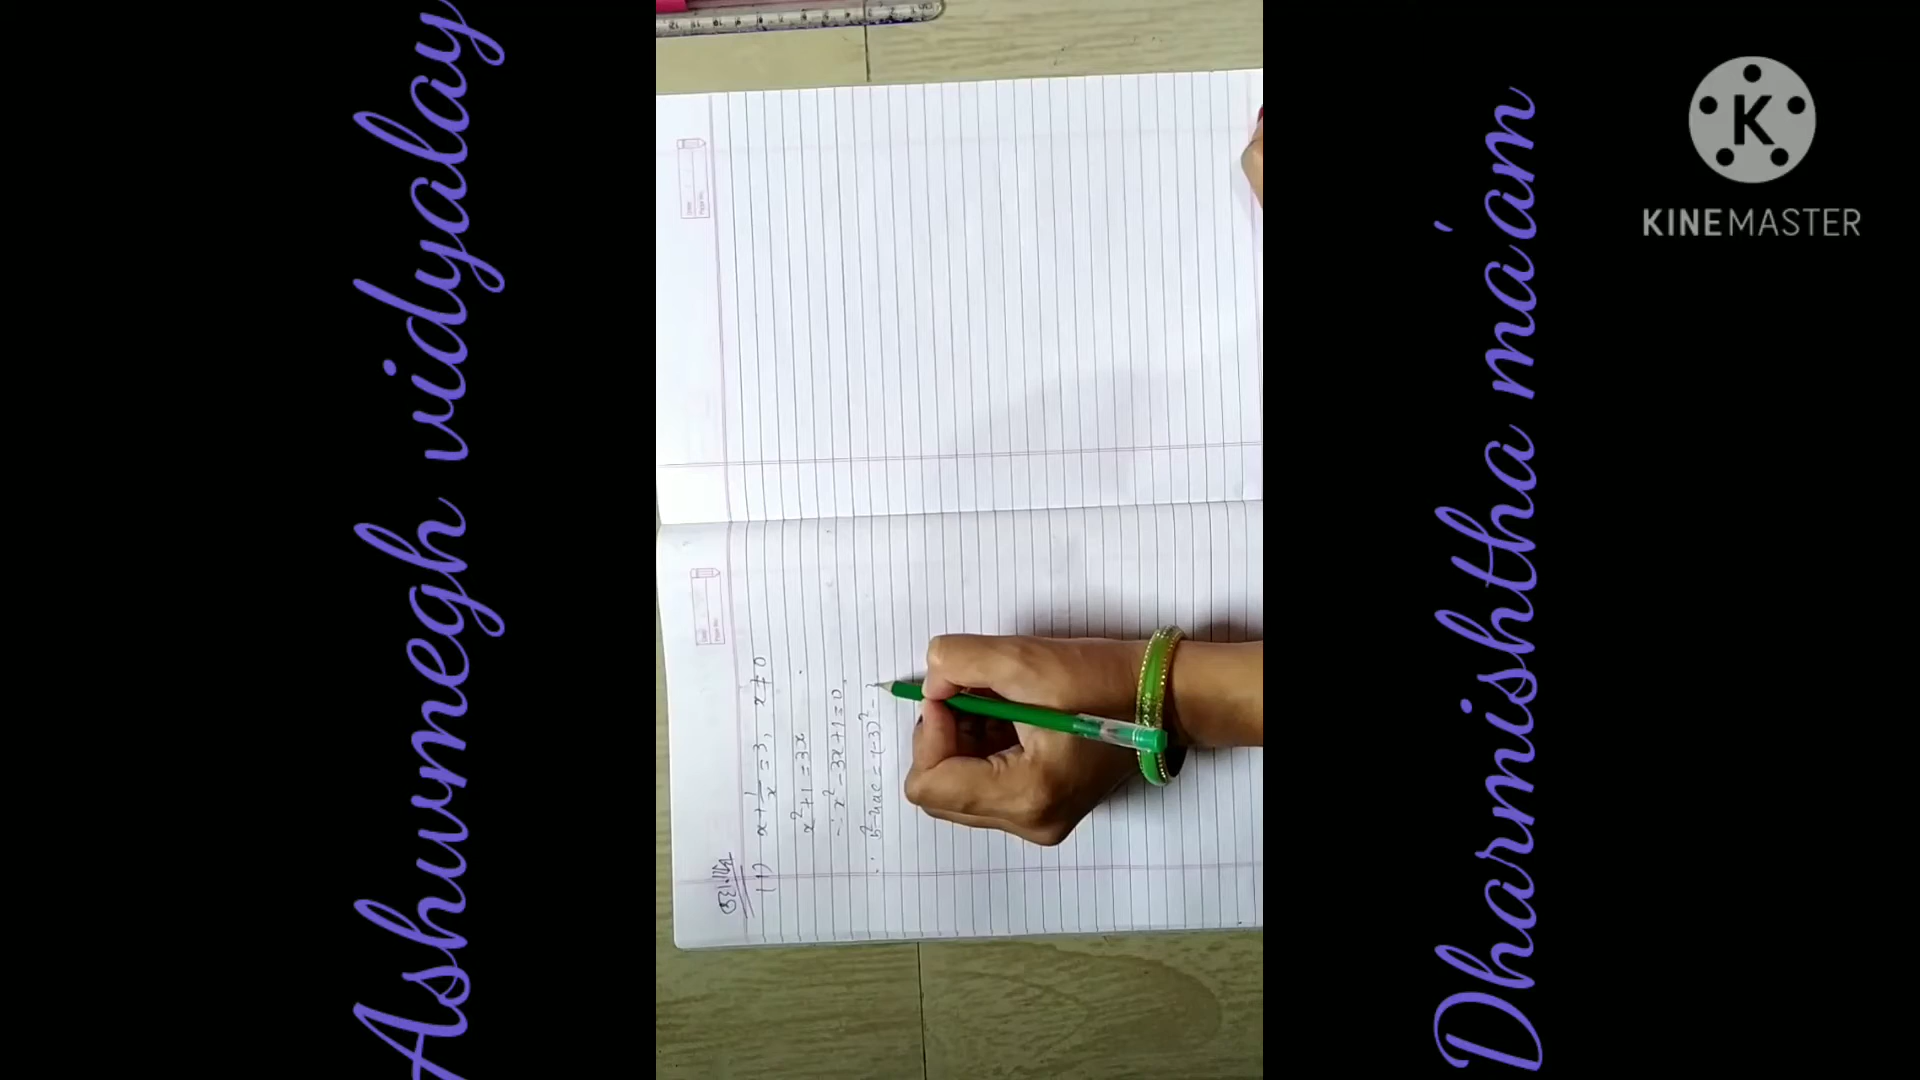 Ashuwmegh vidyalay
(1) x + 1/x = 3, x ≠ 0
x² + 1 = 3x
∴ x² - 3x + 1 = 0
∴ b² - 4ac = (-3)² -
Dharmishtha ma'am
K
KINEMASTER